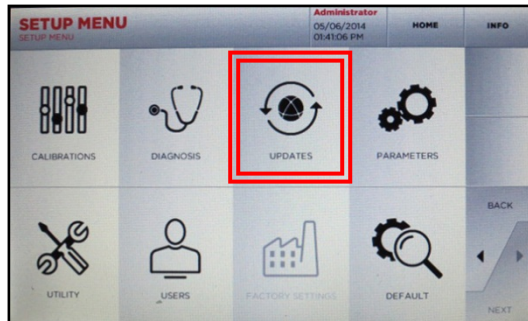 SETUP MENU
SETUP MENU
Administrator
05/06/2014
01:41:06 PM
HOME
INFO
CALIBRATIONS
DIAGNOSIS
UPDATES
PARAMETERS
BACK
UTILITY
USERS
FACTORY SETTINGS
DEFAULT
NEXT